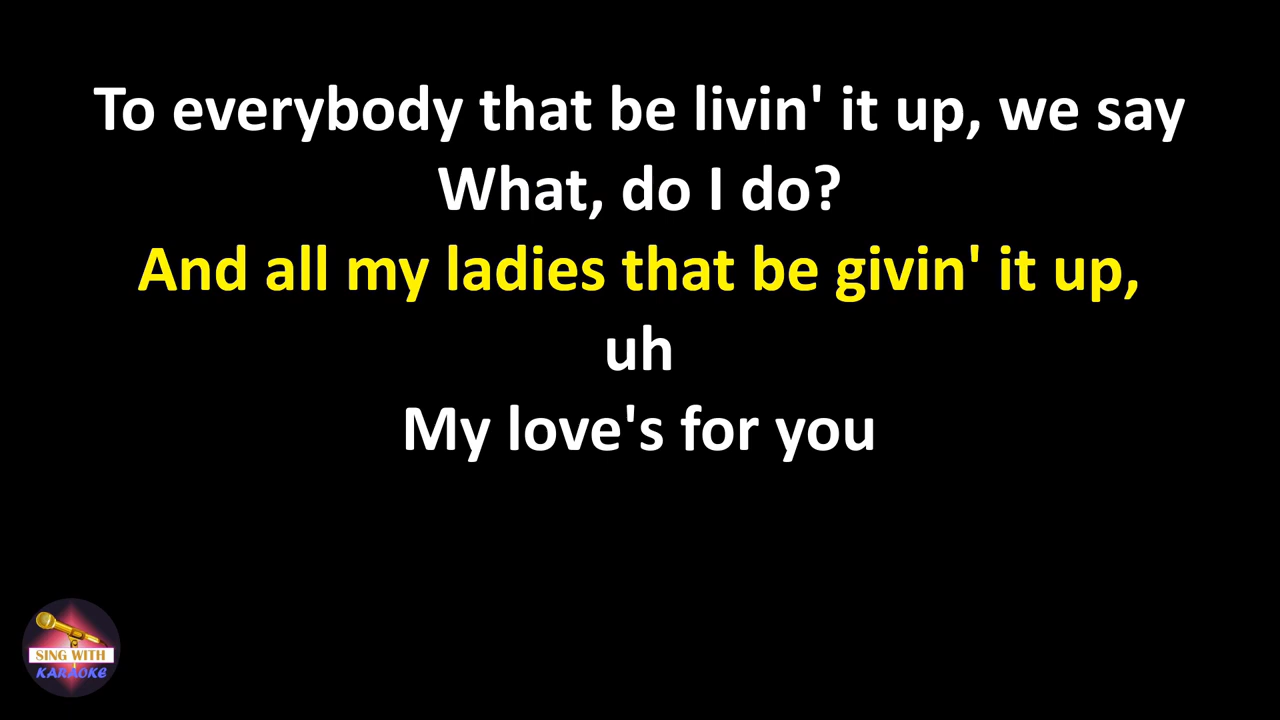 To everybody that be livin' it up, we say
What, do I do?
And all my ladies that be givin' it up,
uh
My love's for you
SING WITH
KARAOKE